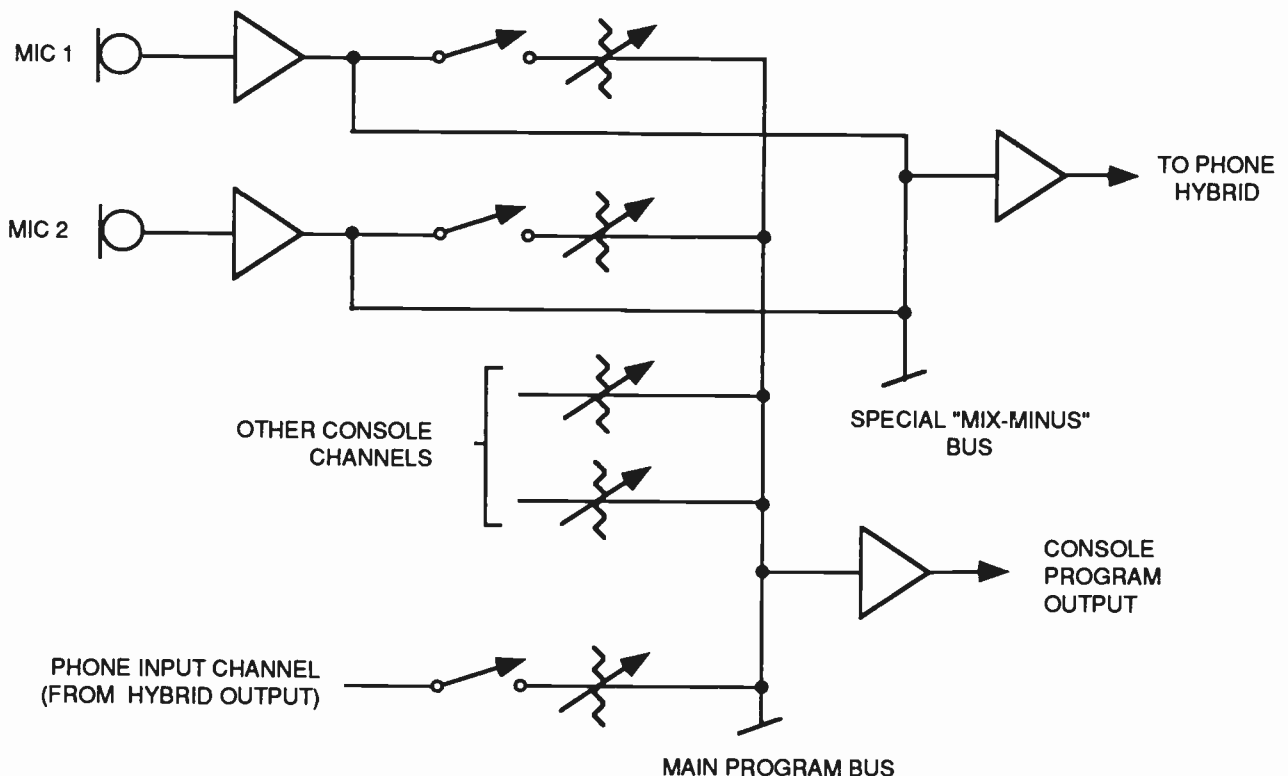 MIC 1
TO PHONE
HYBRID
MIC 2
OTHER CONSOLE
CHANNELS
SPECIAL "MIX-MINUS"
BUS
CONSOLE
PROGRAM
OUTPUT
PHONE INPUT CHANNEL
(FROM HYBRID OUTPUT)
MAIN PROGRAM BUS